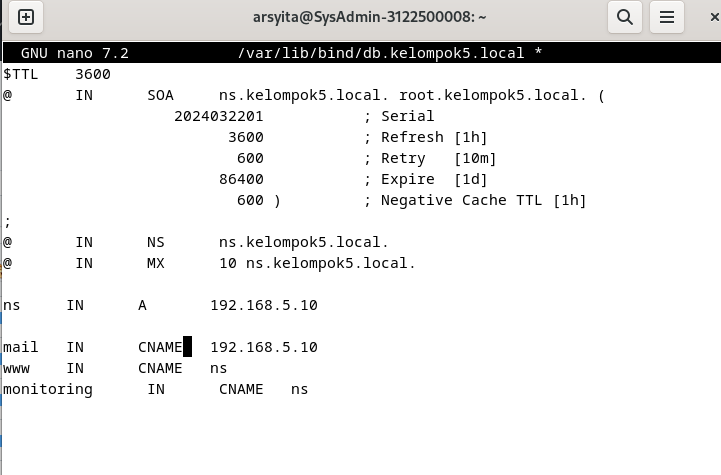 arsyita@SysAdmin-3122500008: ~
GNU nano 7.2 /var/lib/bind/db.kelompok5.local *
$TTL 3600
@ IN SOA ns.kelompok5.local. root.kelompok5.local. (
2024032201 ; Serial
3600 ; Refresh [1h]
600 ; Retry [10m]
86400 ; Expire [1d]
600 ) ; Negative Cache TTL [1h]
;
@ IN NS ns.kelompok5.local.
@ IN MX 10 ns.kelompok5.local.
ns IN A 192.168.5.10
mail IN CNAME 192.168.5.10
www IN CNAME ns
monitoring IN CNAME ns